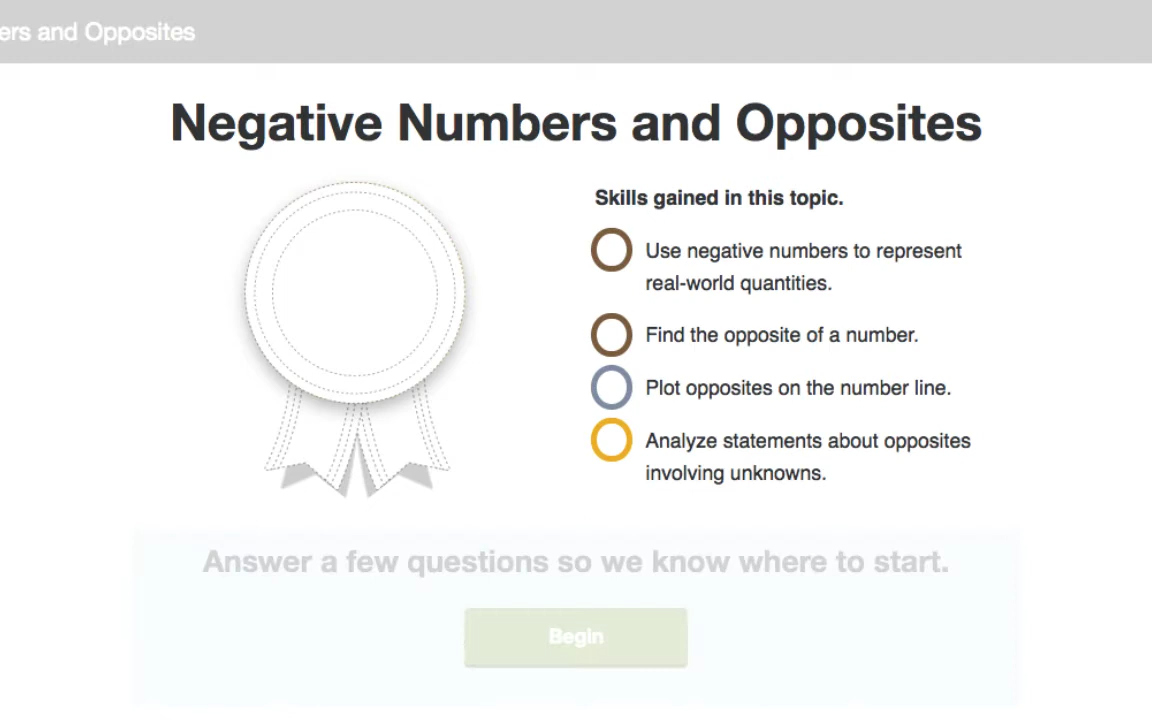 and Opposites
Negative Numbers and Opposites
Skills gained in this topic.
Use negative numbers to represent
real-world quantities.
Find the opposite of a number.
Plot opposites on the number line.
Analyze statements about opposites
involving unknowns.
Answer a few questions so we know where to start.
Begin